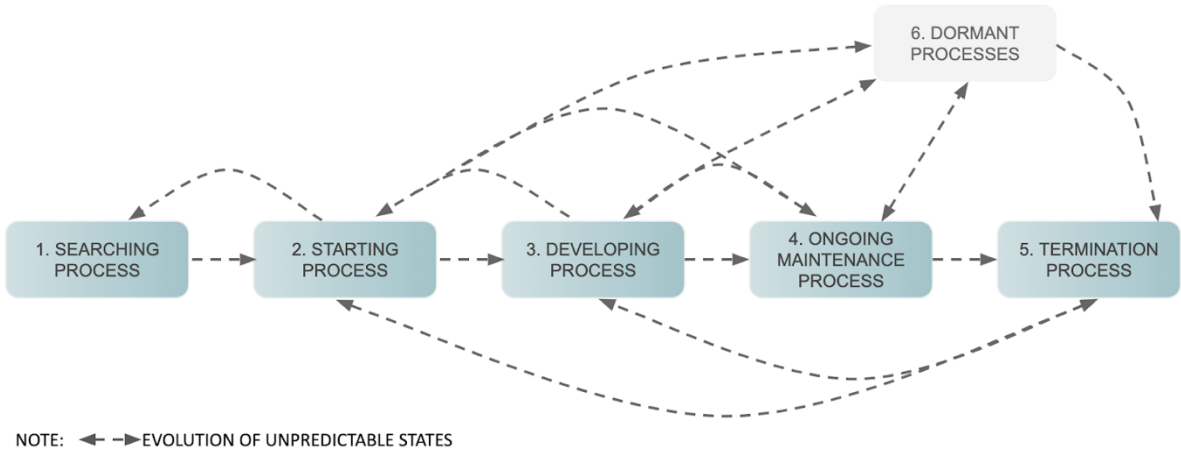 6. DORMANT
PROCESSES
1. SEARCHING
PROCESS
2. STARTING
PROCESS
3. DEVELOPING
PROCESS
4. ONGOING
MAINTENANCE
PROCESS
5. TERMINATION
PROCESS
NOTE: EVOLUTION OF UNPREDICTABLE STATES